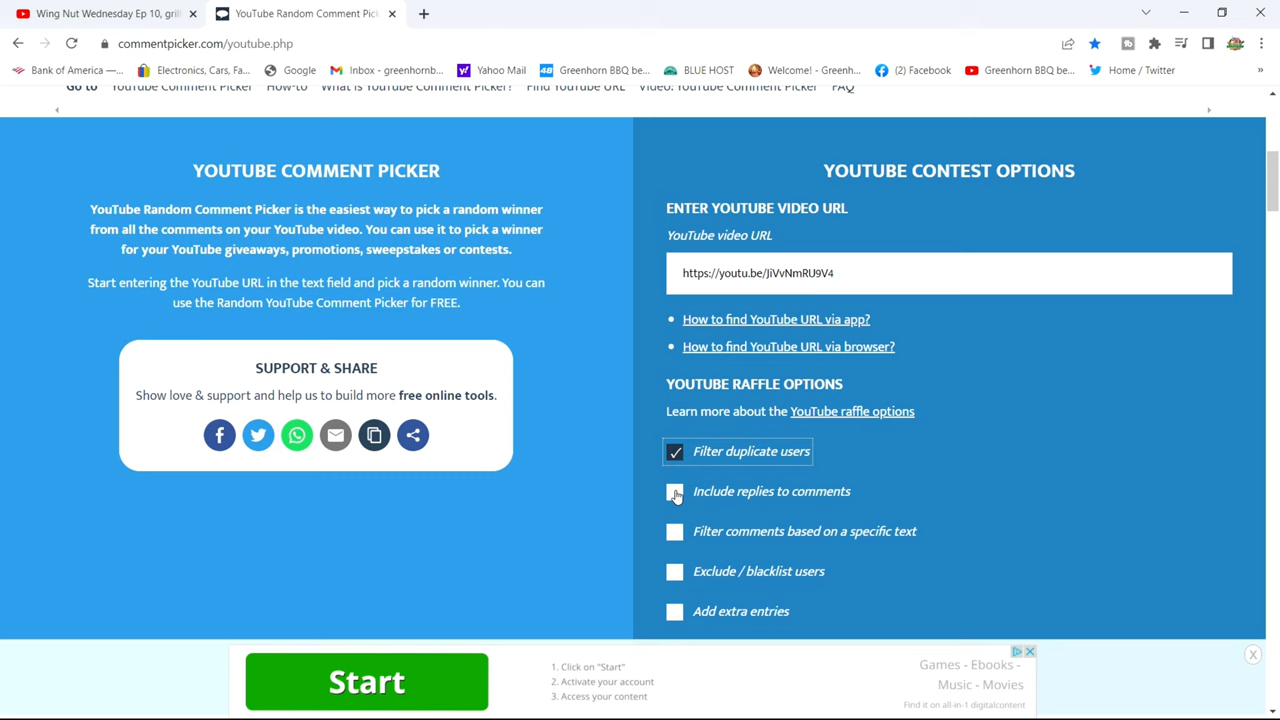 Wing Nut Wednesday Ep 10, gril
YouTube Random Comment Pick
commentpicker.com/youtube.php
Bank of America —...
Electronics, Cars, Fa...
Google
Inbox - greenhornb...
Yahoo Mail
Greenhorn BBQ be...
BLUE HOST
Welcome! - Greenh...
(2) Facebook
Greenhorn BBQ be...
Home / Twitter
»
Go to YouTube Comment Picker How-to What is YouTube Comment Picker? Find YouTube URL Video: YouTube Comment Picker FAQ
YOUTUBE COMMENT PICKER
YouTube Random Comment Picker is the easiest way to pick a random winner
from all the comments on your YouTube video. You can use it to pick a winner
for your YouTube giveaways, promotions, sweepstakes or contests.
Start entering the YouTube URL in the text field and pick a random winner. You can
use the Random YouTube Comment Picker for FREE.
SUPPORT & SHARE
Show love & support and help us to build more free online tools.
YOUTUBE CONTEST OPTIONS
ENTER YOUTUBE VIDEO URL
YouTube video URL
https://youtu.be/JiVvNmRU9V4
• How to find YouTube URL via app?
• How to find YouTube URL via browser?
YOUTUBE RAFFLE OPTIONS
Learn more about the YouTube raffle options
Filter duplicate users
Include replies to comments
Filter comments based on a specific text
Exclude / blacklist users
Add extra entries
Start
1. Click on "Start"
2. Activate your account
3. Access your content
Games - Ebooks -
Music - Movies
Find it on all-in-1 digitalcontent